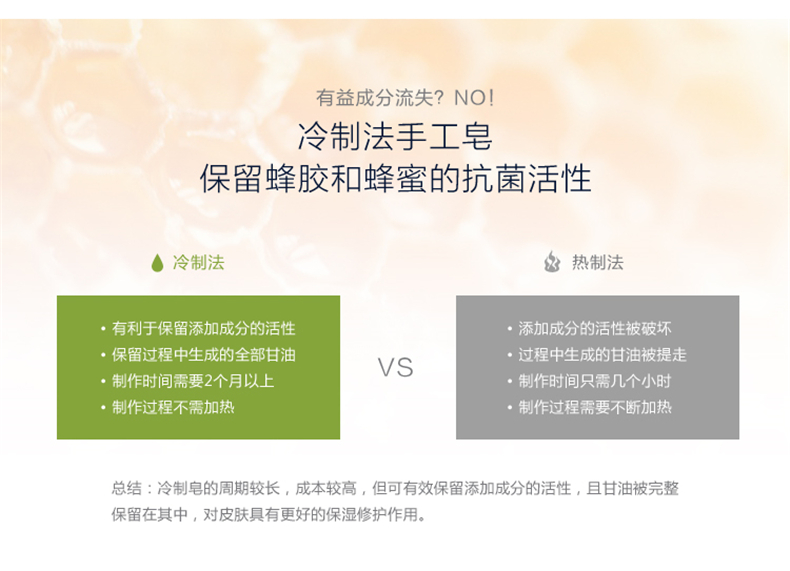 有益成分流失？NO！
冷制法手工皂
保留蜂胶和蜂蜜的抗菌活性
冷制法
• 有利于保留添加成分的活性
• 保留过程中生成的全部甘油
• 制作时间需要2个月以上
• 制作过程不需加热
VS
热制法
• 添加成分的活性被破坏
• 过程中生成的甘油被提走
• 制作时间只需几个小时
• 制作过程需要不断加热
总结：冷制皂的周期较长，成本较高，但可有效保留添加成分的活性，且甘油被完整
保留在其中，对皮肤具有更好的保湿修护作用。